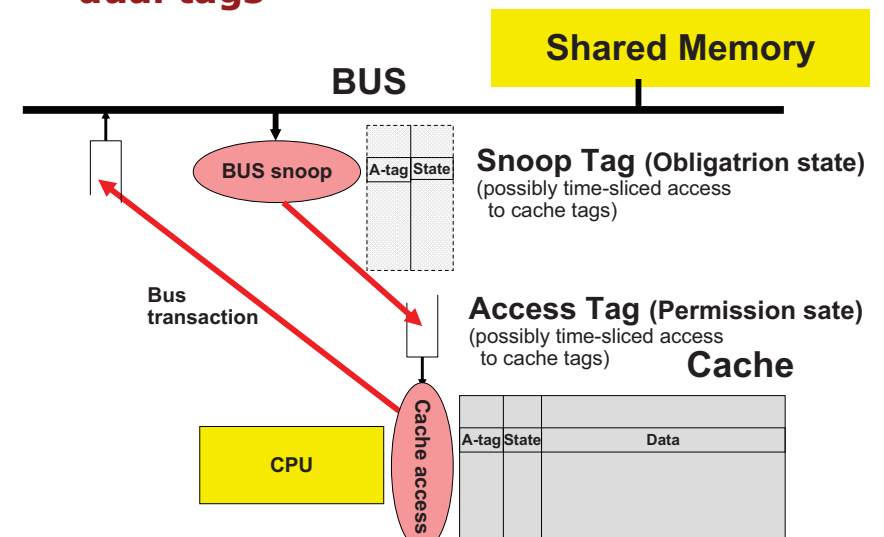 dual tags
Shared Memory
BUS
BUS snoop
A-tag State
Snoop Tag (Obligatrion state)
(possibly time-sliced access
to cache tags)
Bus
transaction
Access Tag (Permission sate)
(possibly time-sliced access
to cache tags)
Cache
Cache access
A-tag State Data
CPU